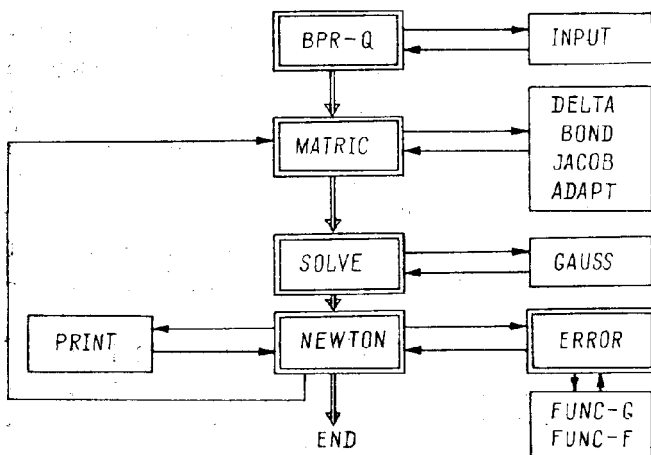 BPR-Q
INPUT
MATRIC
DELTA
BOND
JACOB
ADAPT
SOLVE
GAUSS
PRINT
NEWTON
ERROR
END
FUNC-G
FUNC-F